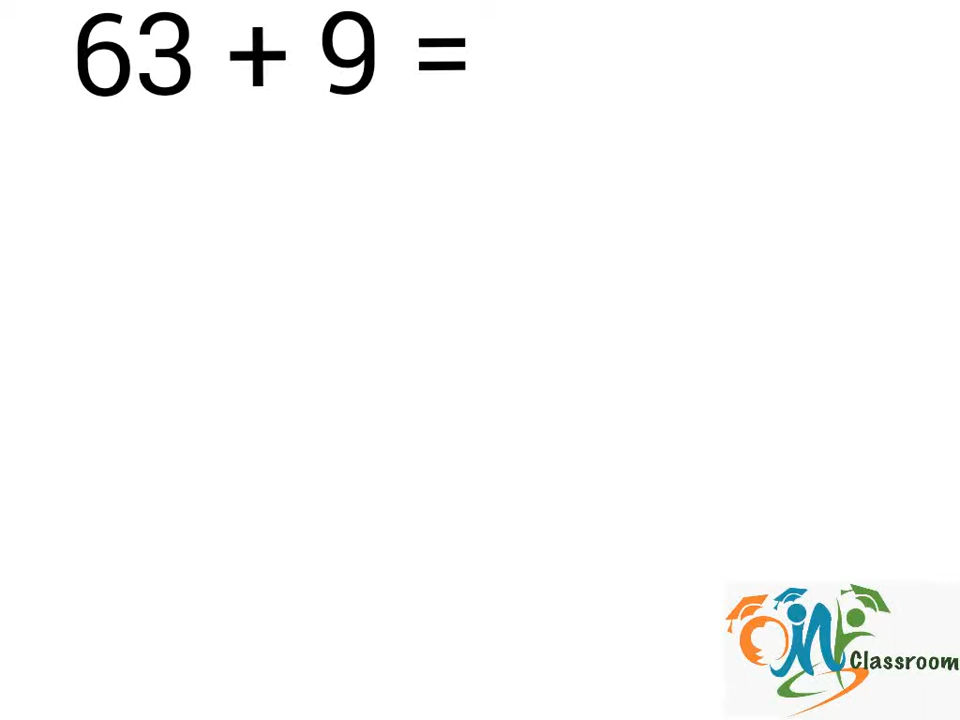 63 + 9 =
Classroom